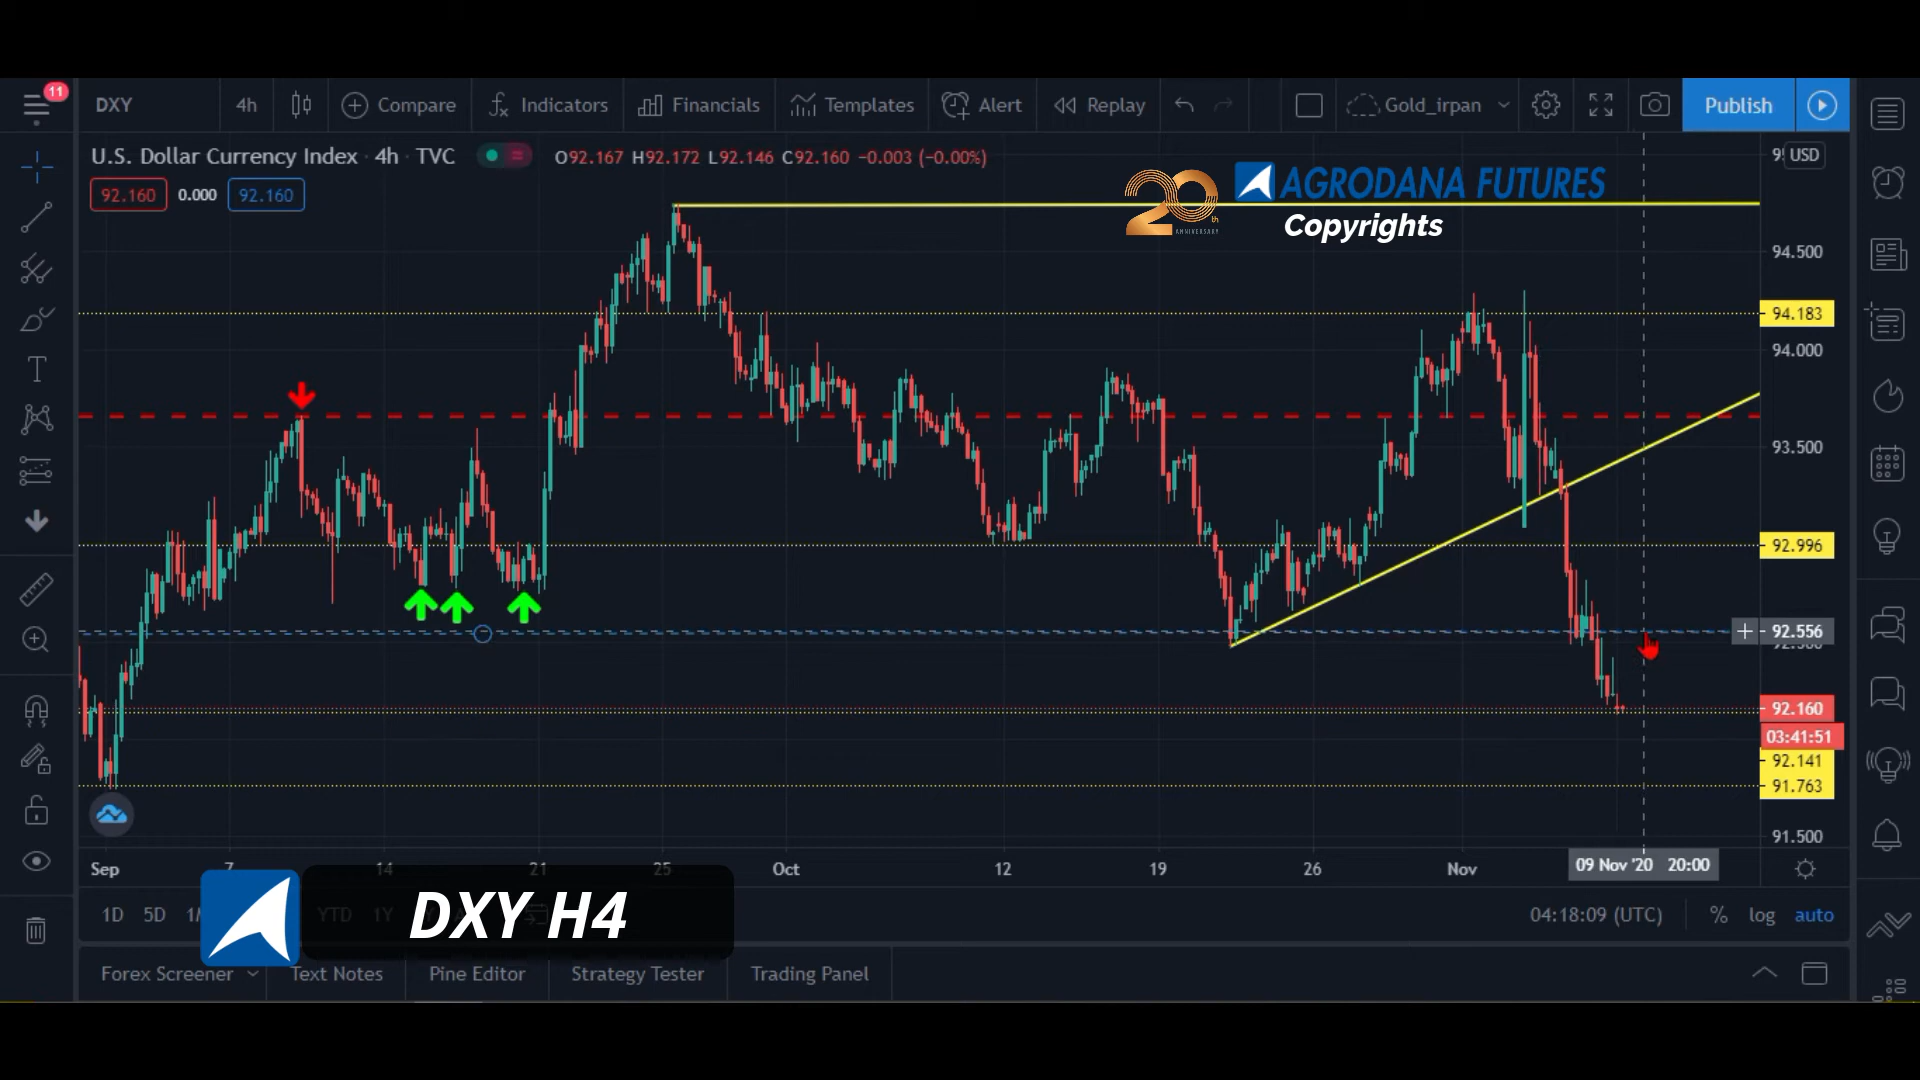 11
DXY 4h Compare Indicators Financials Templates Alert Replay Gold_irpan Publish
U.S. Dollar Currency Index · 4h · TVC O92.167 H92.172 L92.146 C92.160 −0.003 (−0.00%)
92.160 0.000 92.160
USD
20th ANNIVERSARY
AGRODANA FUTURES
Copyrights
94.500
94.183
94.000
93.500
92.996
92.556
92.160
03:41:51
92.141
91.763
91.500
Sep 7 14 21 25 Oct 12 19 26 Nov 09 Nov '20 20:00
1D 5D YTD 1Y 04:18:09 (UTC) % log auto
DXY H4
Forex Screener Text Notes Pine Editor Strategy Tester Trading Panel